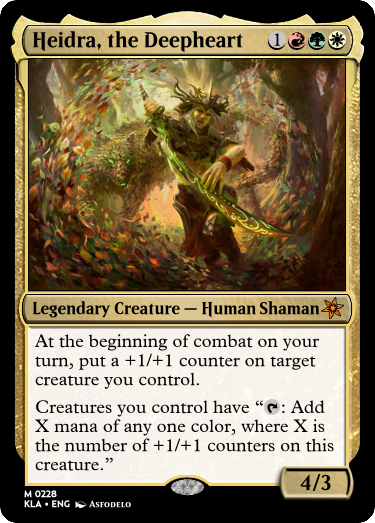 Heidra, the Deepheart 1
Legendary Creature — Human Shaman
At the beginning of combat on your
turn, put a +1/+1 counter on target
creature you control.
Creatures you control have “: Add
X mana of any one color, where X is
the number of +1/+1 counters on this
creature.”
4/3
M 0228
KLA • ENG Asfodelo